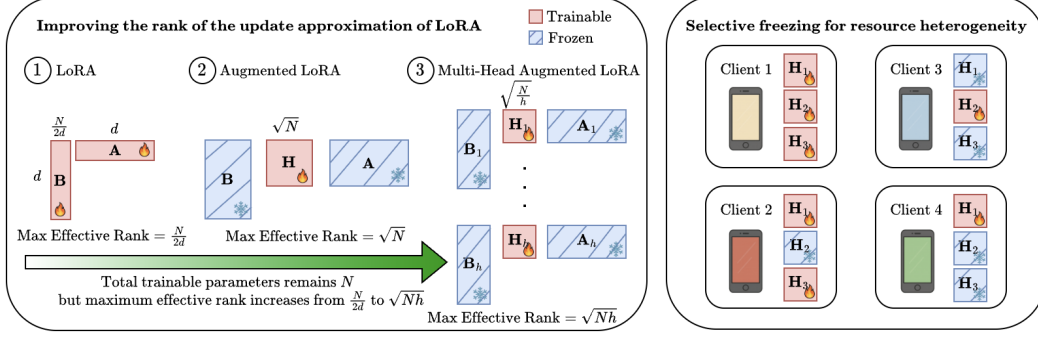 Improving the rank of the update approximation of LoRA
Trainable
Frozen
1 LoRA
N/2d
d
A
d
B
Max Effective Rank = N/2d
2 Augmented LoRA
√N
B
H
A
Max Effective Rank = √N
3 Multi-Head Augmented LoRA
√(N/h)
B₁
H₁
A₁
.
.
.
B_h
H_h
A_h
Max Effective Rank = √Nh
Total trainable parameters remains N
but maximum effective rank increases from N/2d to √Nh
Selective freezing for resource heterogeneity
Client 1
H₁
H₂
H₃
Client 3
H₁
H₂
H₃
Client 2
H₁
H₂
H₃
Client 4
H₁
H₂
H₃